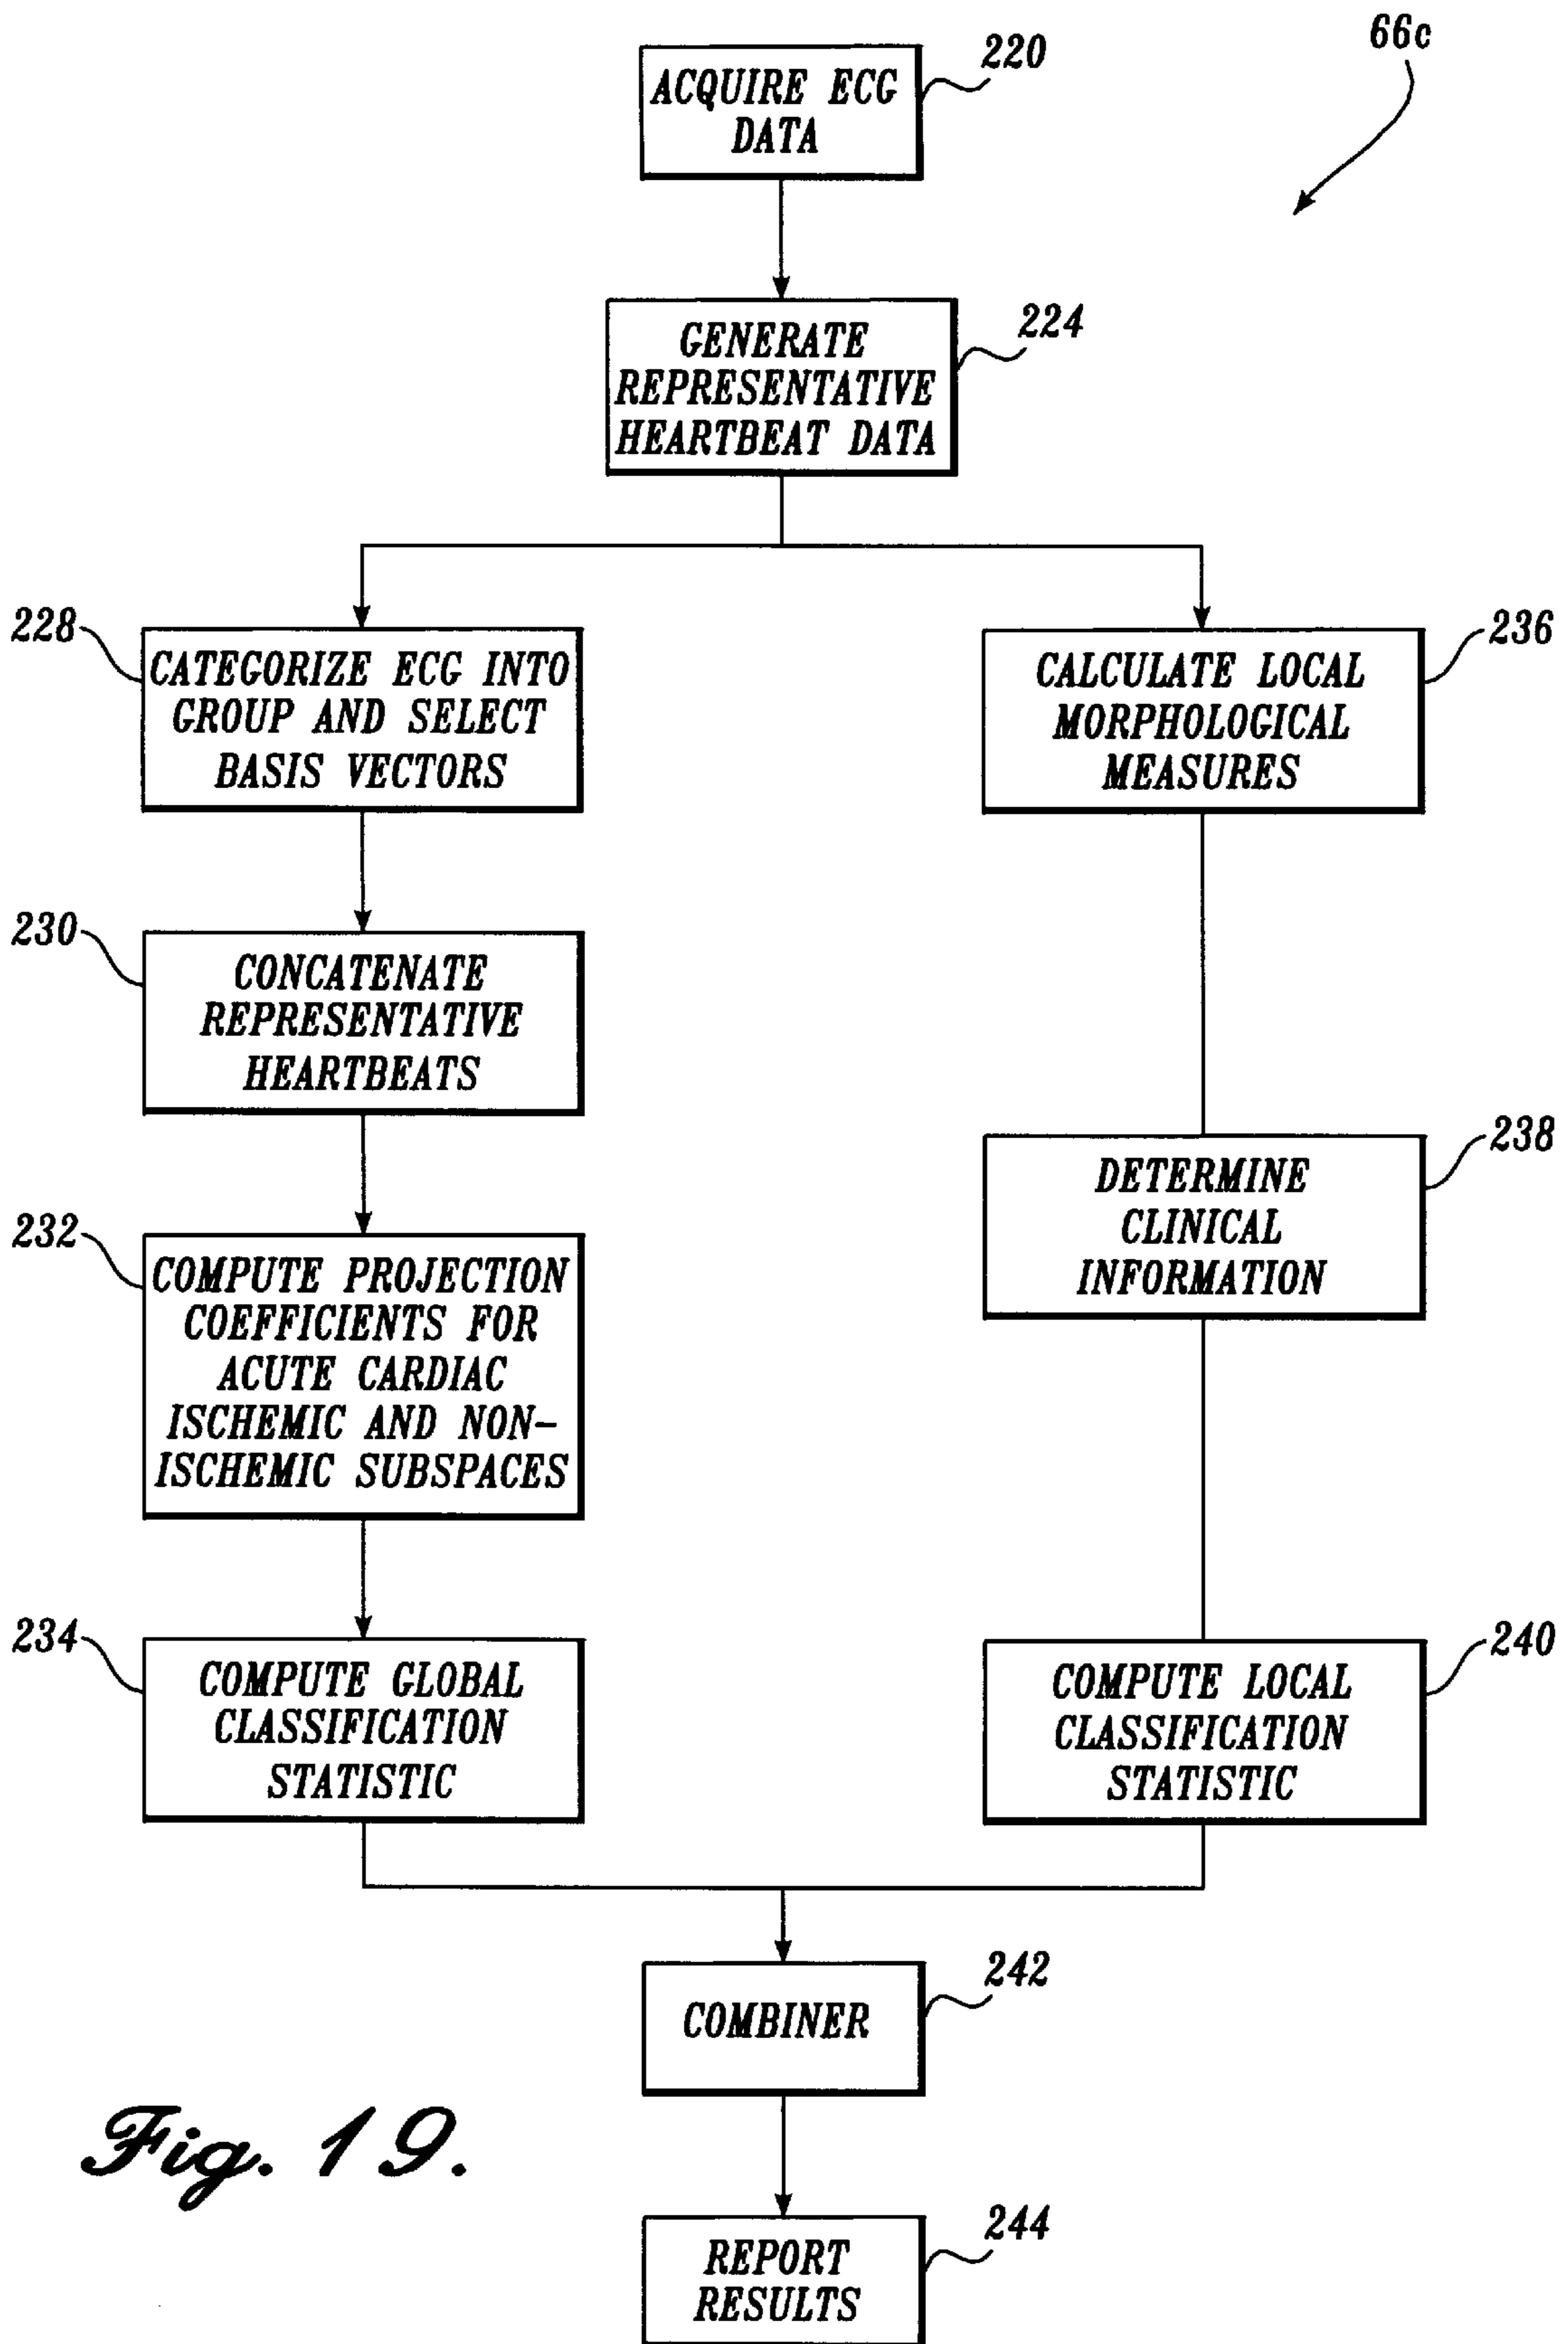 66c
220
ACQUIRE ECG
DATA
224
GENERATE
REPRESENTATIVE
HEARTBEAT DATA
228
CATEGORIZE ECG INTO
GROUP AND SELECT
BASIS VECTORS
236
CALCULATE LOCAL
MORPHOLOGICAL
MEASURES
230
CONCATENATE
REPRESENTATIVE
HEARTBEATS
238
DETERMINE
CLINICAL
INFORMATION
232
COMPUTE PROJECTION
COEFFICIENTS FOR
ACUTE CARDIAC
ISCHEMIC AND NON-
ISCHEMIC SUBSPACES
234
COMPUTE GLOBAL
CLASSIFICATION
STATISTIC
240
COMPUTE LOCAL
CLASSIFICATION
STATISTIC
242
COMBINER
244
REPORT
RESULTS
Fig. 19.